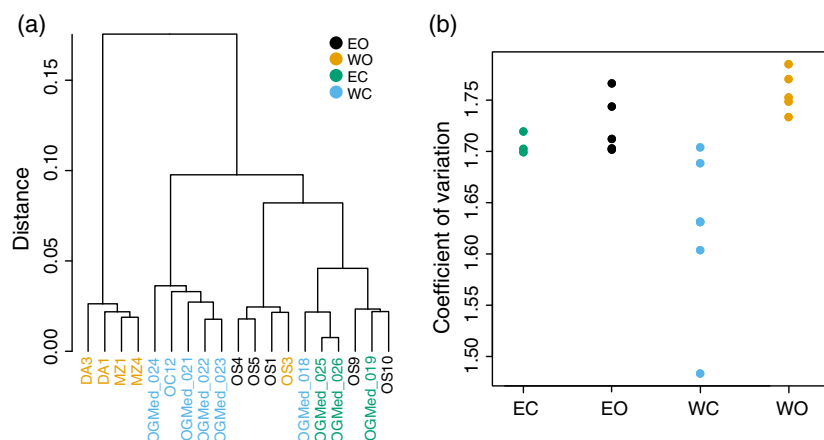 (a)
EO
WO
EC
WC
Distance
0.15
0.10
0.05
0.00
DA3
DA1
MZ1
MZ4
OGMed_024
OC12
OGMed_021
OGMed_022
OGMed_023
OS4
OS5
OS1
OS3
OGMed_018
OGMed_025
OGMed_026
OS9
OGMed_019
OS10
(b)
Coefficient of variation
1.75
1.70
1.65
1.60
1.55
1.50
EC EO WC WO